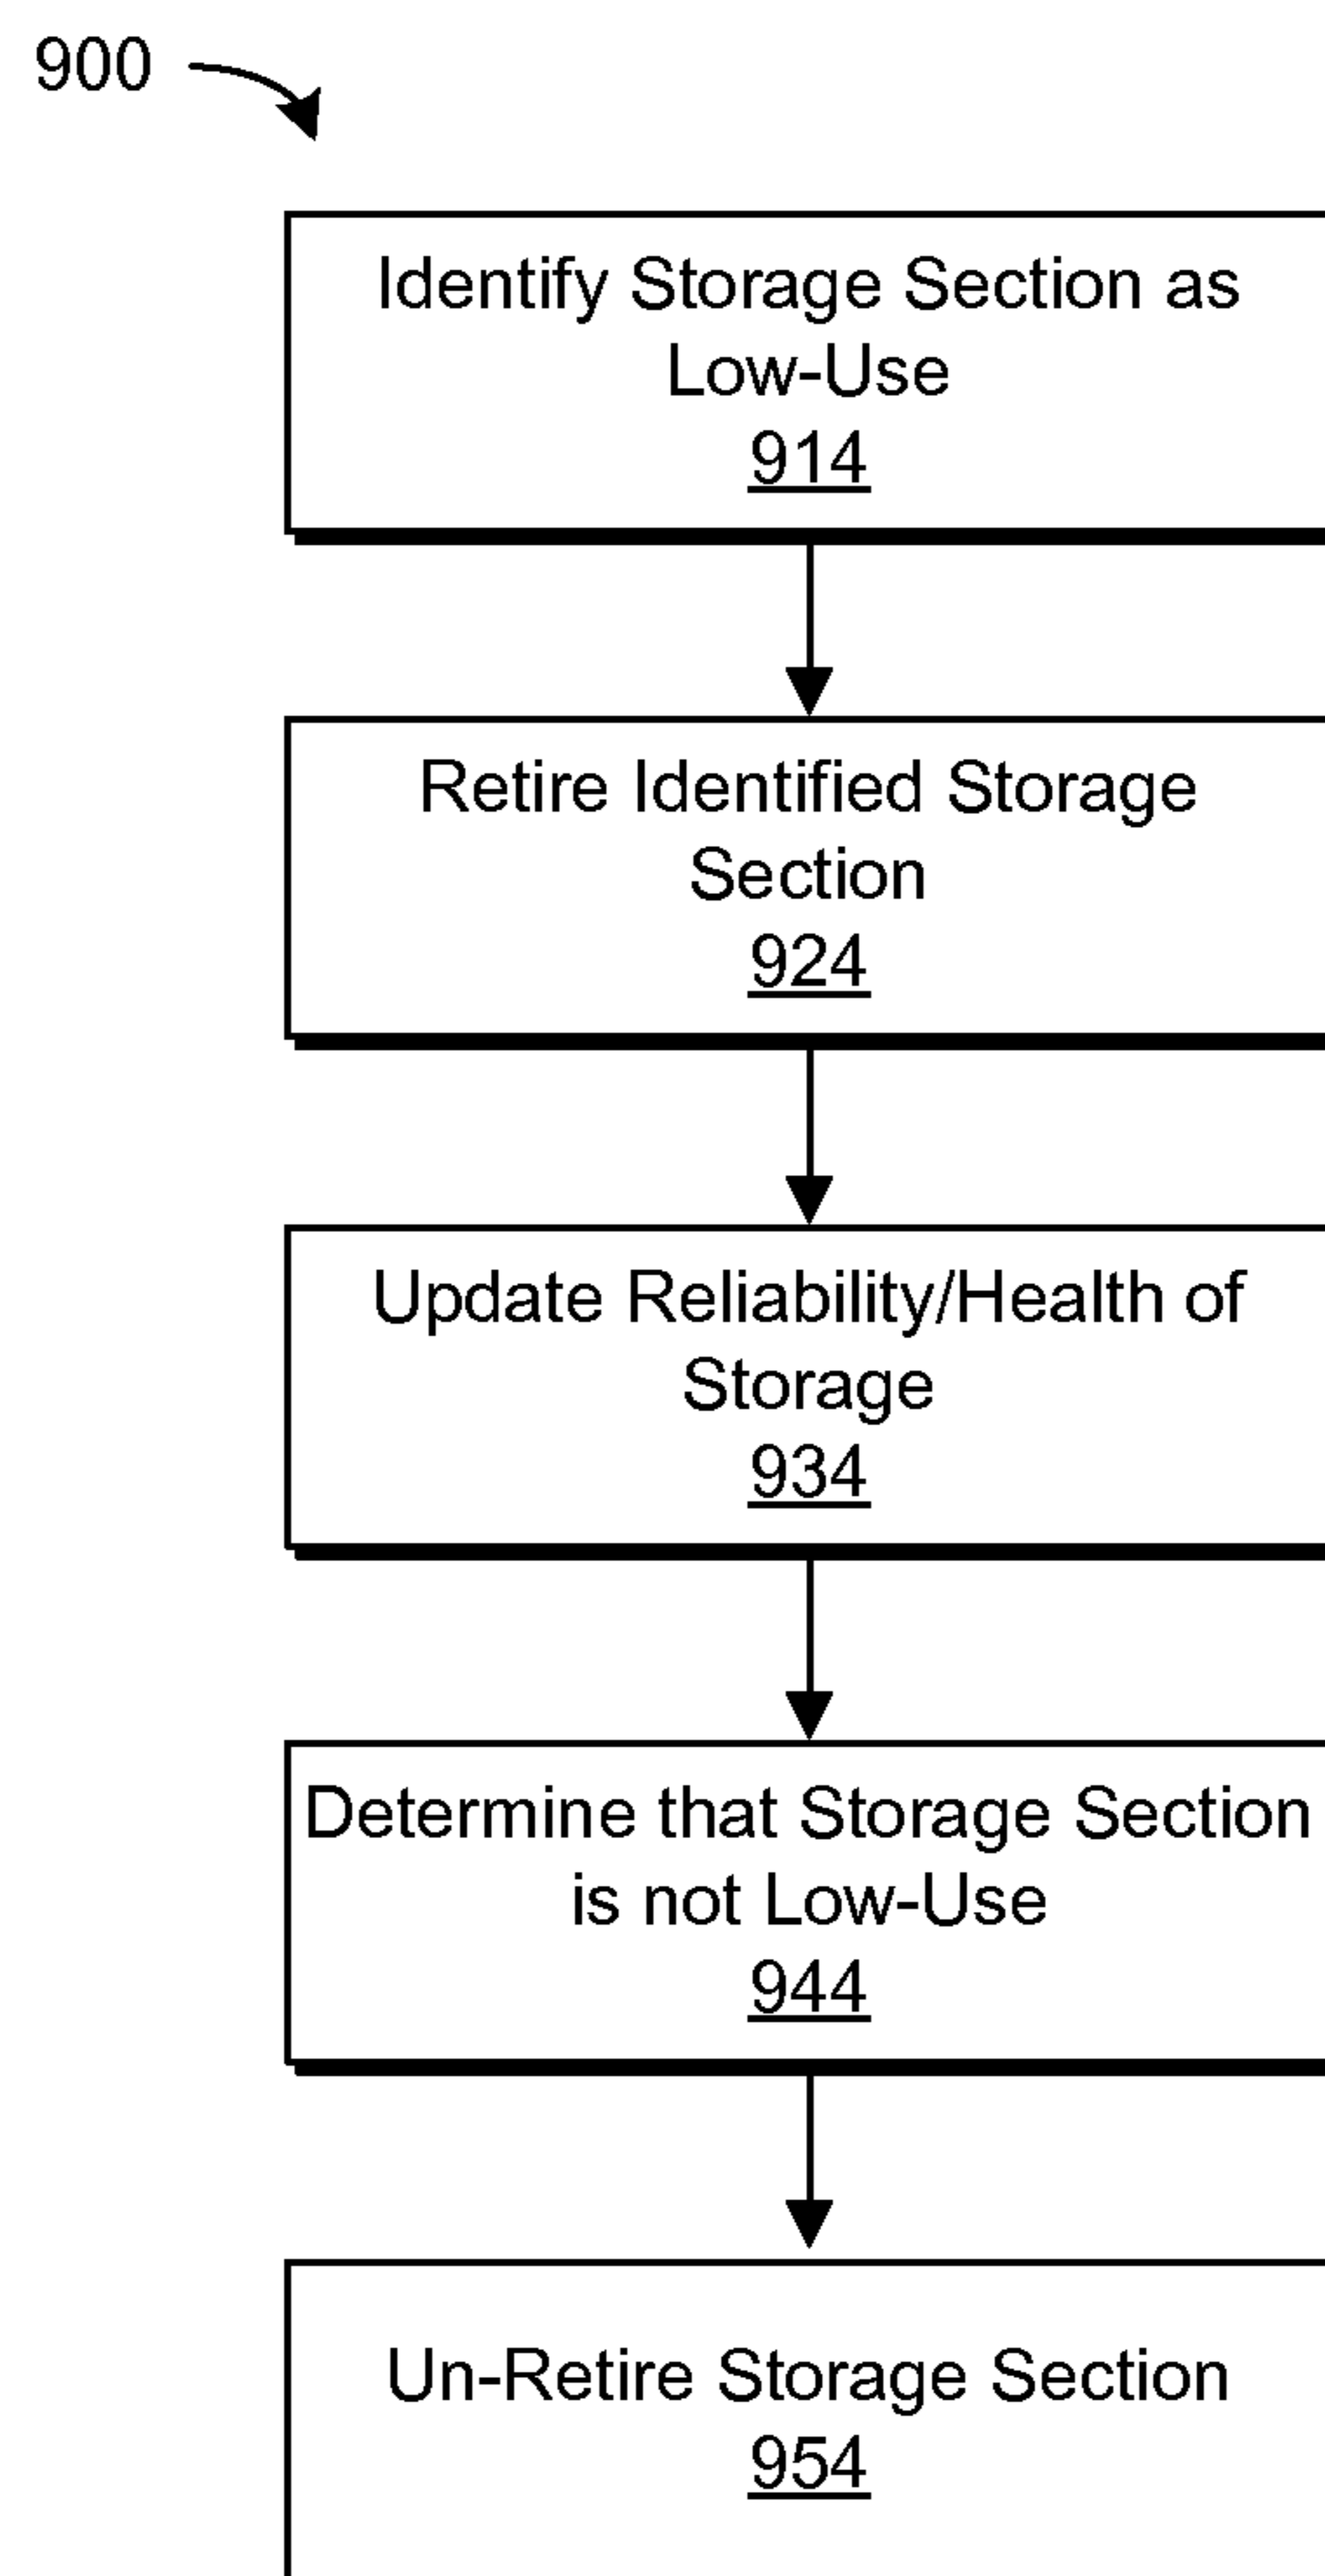 900
Identify Storage Section as
Low-Use
914
Retire Identified Storage
Section
924
Update Reliability/Health of
Storage
934
Determine that Storage Section
is not Low-Use
944
Un-Retire Storage Section
954